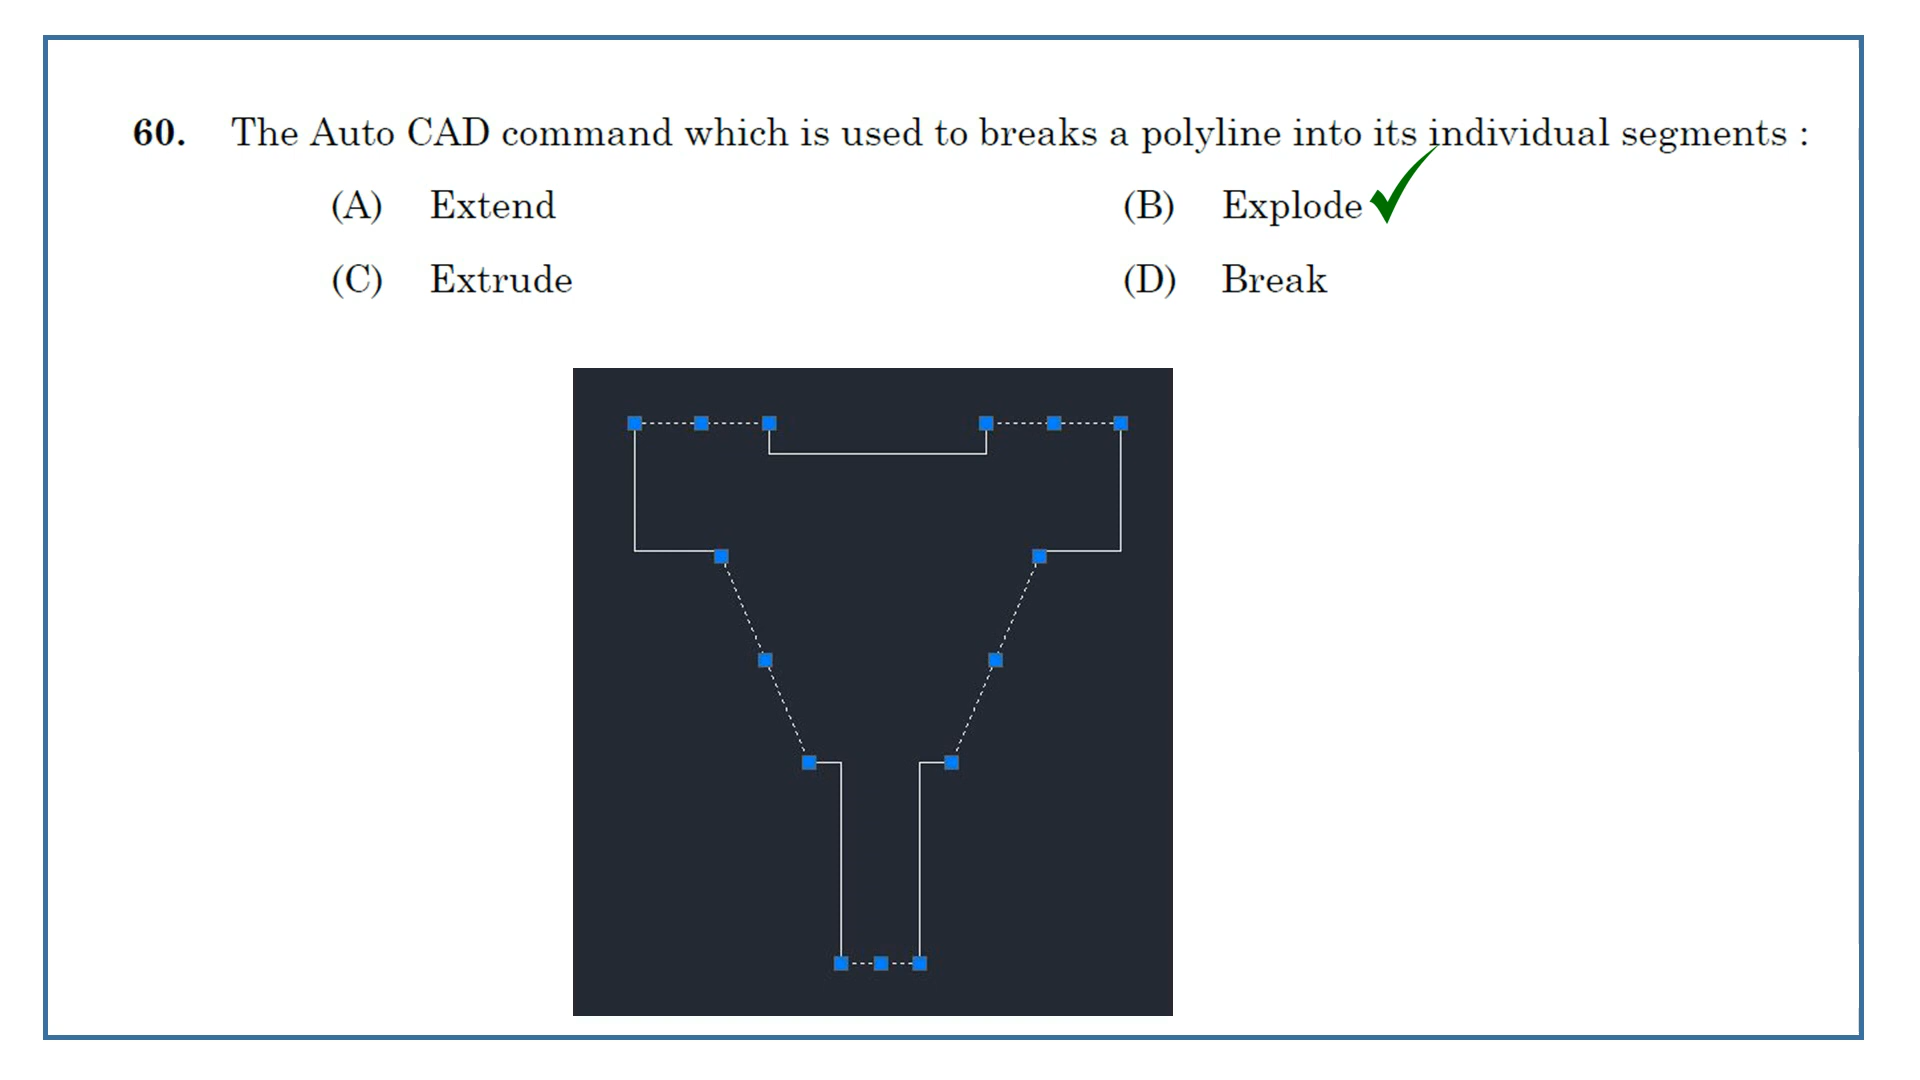 60. The Auto CAD command which is used to breaks a polyline into its individual segments :
(A) Extend (B) Explode
(C) Extrude (D) Break